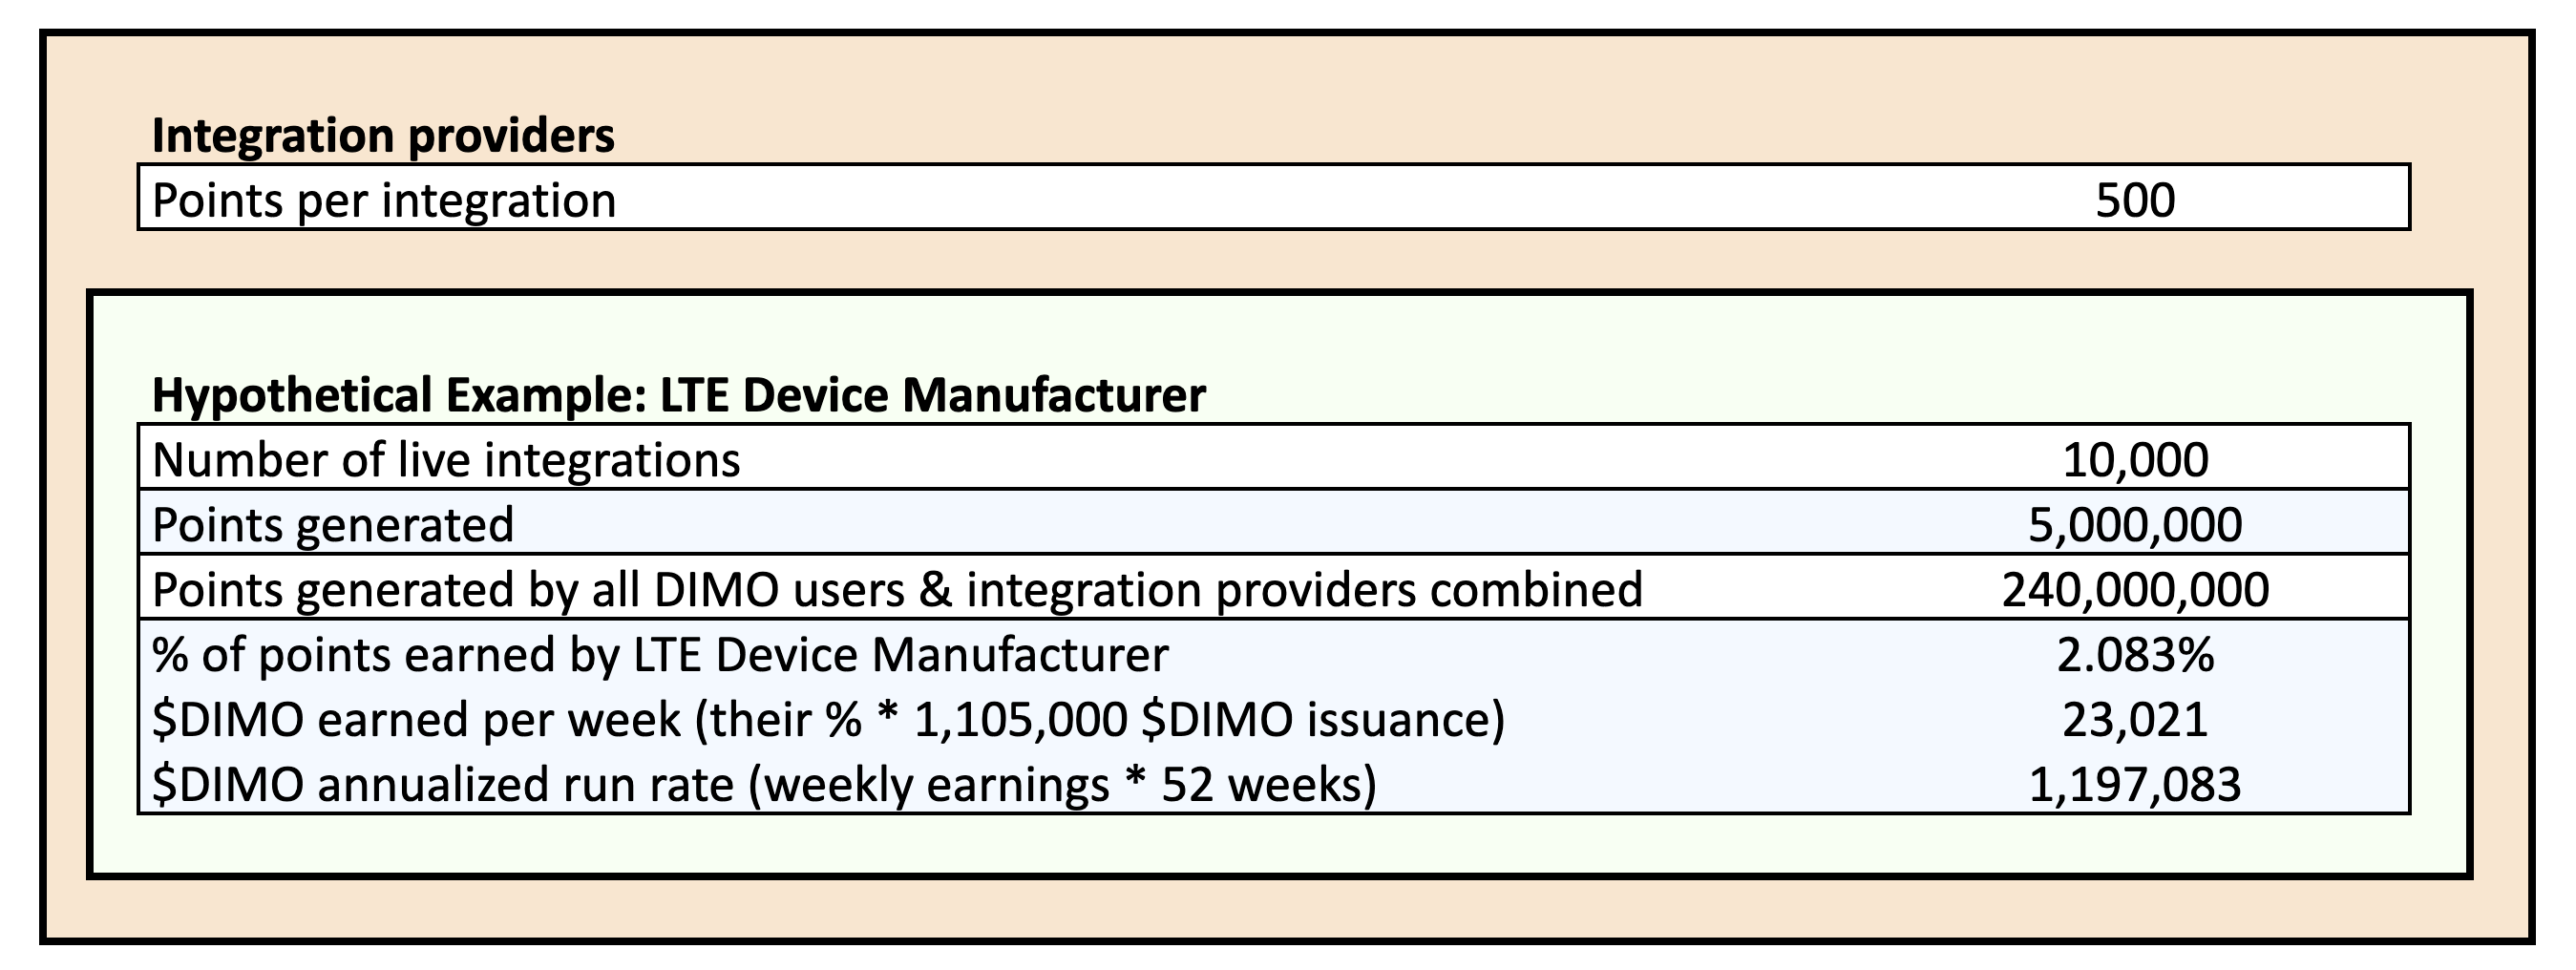 Integration providers
Points per integration 500
Hypothetical Example: LTE Device Manufacturer
Number of live integrations 10,000
Points generated 5,000,000
Points generated by all DIMO users & integration providers combined 240,000,000
% of points earned by LTE Device Manufacturer 2.083%
$DIMO earned per week (their % * 1,105,000 $DIMO issuance) 23,021
$DIMO annualized run rate (weekly earnings * 52 weeks) 1,197,083